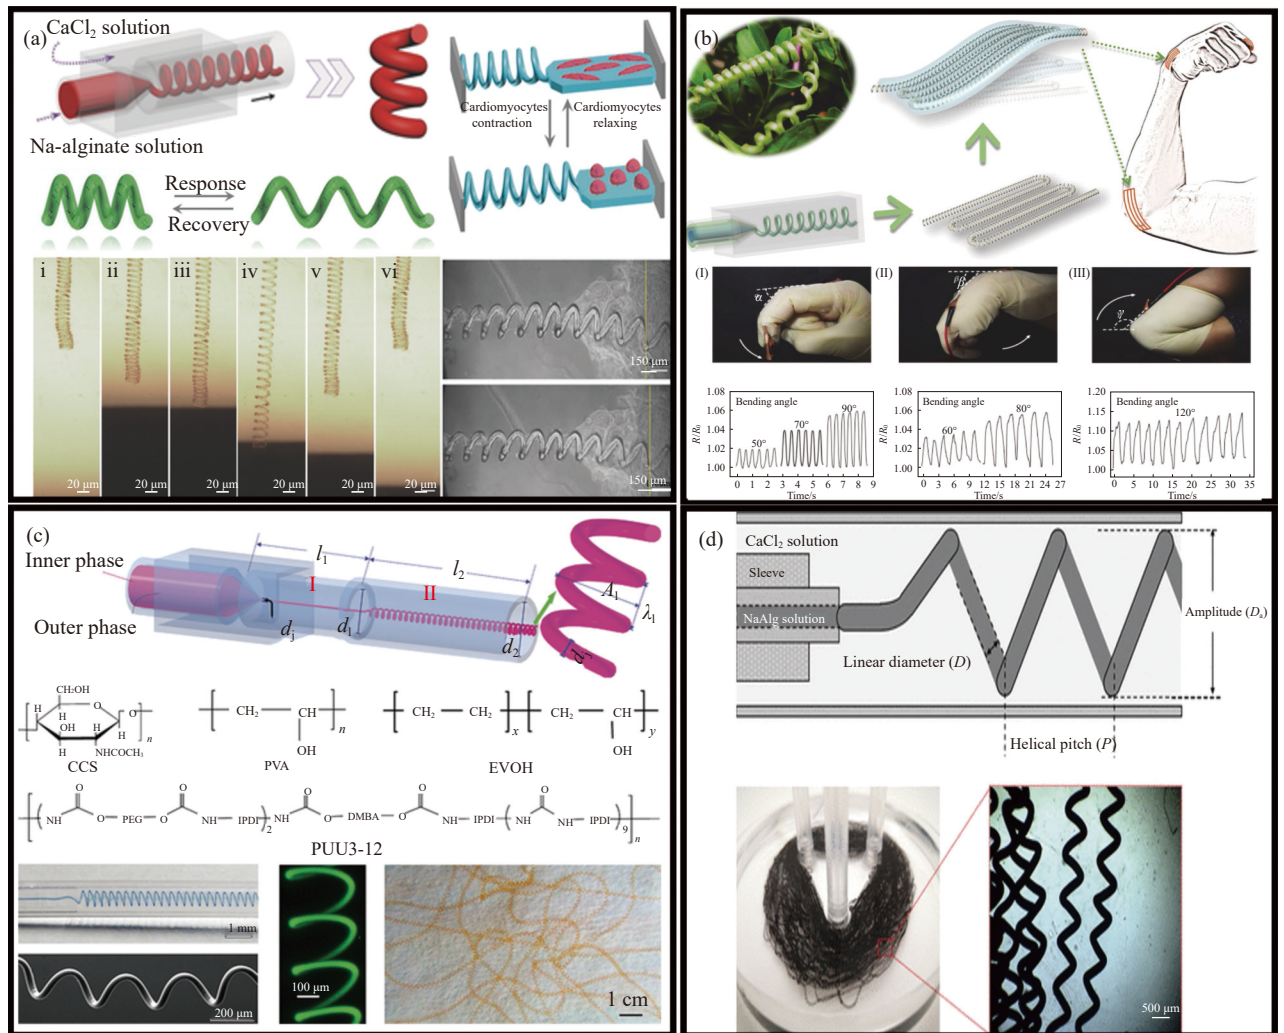 (a)
CaCl₂ solution
Na-alginate solution
Cardiomyocytes
contraction
Cardiomyocytes
relaxing
Response
Recovery
i
ii
iii
iv
v
vi
20 μm
20 μm
20 μm
20 μm
20 μm
20 μm
150 μm
150 μm
(b)
(I)
(II)
(III)
α
β
γ
Bending angle
50°
70°
90°
R/R₀
1.08
1.06
1.04
1.02
1.00
0 1 2 3 4 5 6 7 8 9
Time/s
Bending angle
60°
80°
R/R₀
1.08
1.06
1.04
1.02
1.00
0 3 6 9 12 15 18 21 24 27
Time/s
Bending angle
120°
R/R₀
1.20
1.15
1.10
1.05
1.00
0 5 10 15 20 25 30 35
Time/s
(c)
Inner phase
Outer phase
l₁
l₂
I
II
dⱼ
d₁
d₂
A₁
λ₁
CH₂OH
O
H
H
OH
H
H
H
NHCOCH₃
O
n
CCS
CH₂
CH
OH
n
PVA
CH₂
CH₂
x
CH₂
CH
OH
y
EVOH
O
O
O
O
O
NH
O
PEG
O
NH
IPDI
2
NH
O
DMBA
O
NH
IPDI
NH
NH
IPDI
9
n
PUU3-12
1 mm
200 μm
100 μm
1 cm
(d)
CaCl₂ solution
Sleeve
NaAlg solution
Linear diameter (D)
Amplitude (Dₐ)
Helical pitch (P)
500 μm